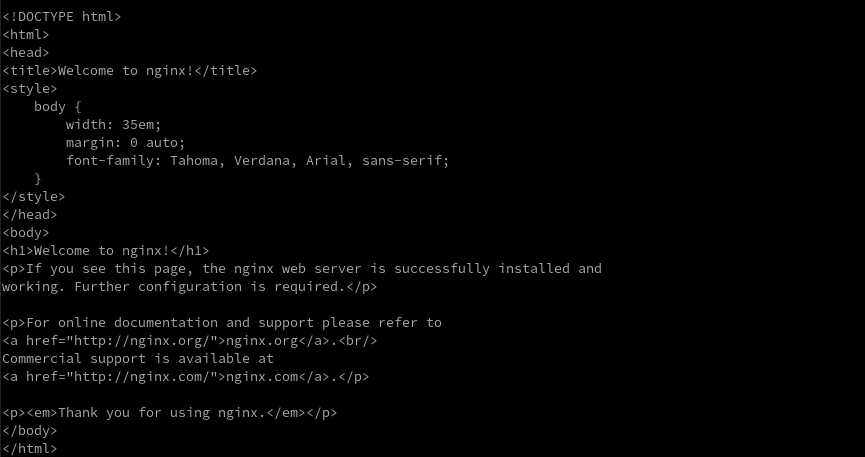 <!DOCTYPE html>
<html>
<head>
<title>Welcome to nginx!</title>
<style>
    body {
        width: 35em;
        margin: 0 auto;
        font-family: Tahoma, Verdana, Arial, sans-serif;
    }
</style>
</head>
<body>
<h1>Welcome to nginx!</h1>
<p>If you see this page, the nginx web server is successfully installed and
working. Further configuration is required.</p>

<p>For online documentation and support please refer to
<a href="http://nginx.org/">nginx.org</a>.<br/>
Commercial support is available at
<a href="http://nginx.com/">nginx.com</a>.</p>

<p><em>Thank you for using nginx.</em></p>
</body>
</html>